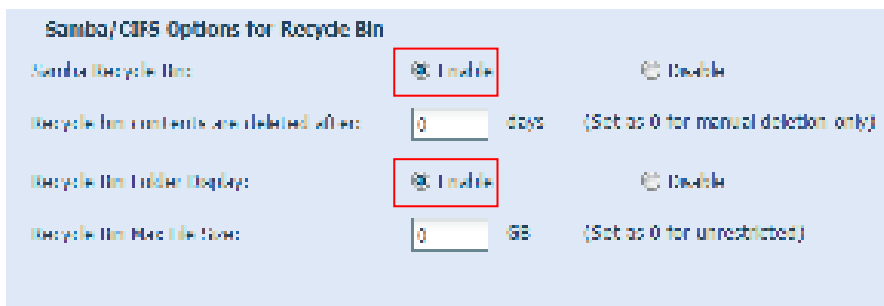 Samba/CIFS Options for Recycle Bin
Samba Recycle Bin: Enable Disable
Recycle bin contents are deleted after: 0 days (Set as 0 for manual deletion only)
Recycle Bin Folder Display: Enable Disable
Recycle Bin Max File Size: 0 GB (Set as 0 for unrestricted)